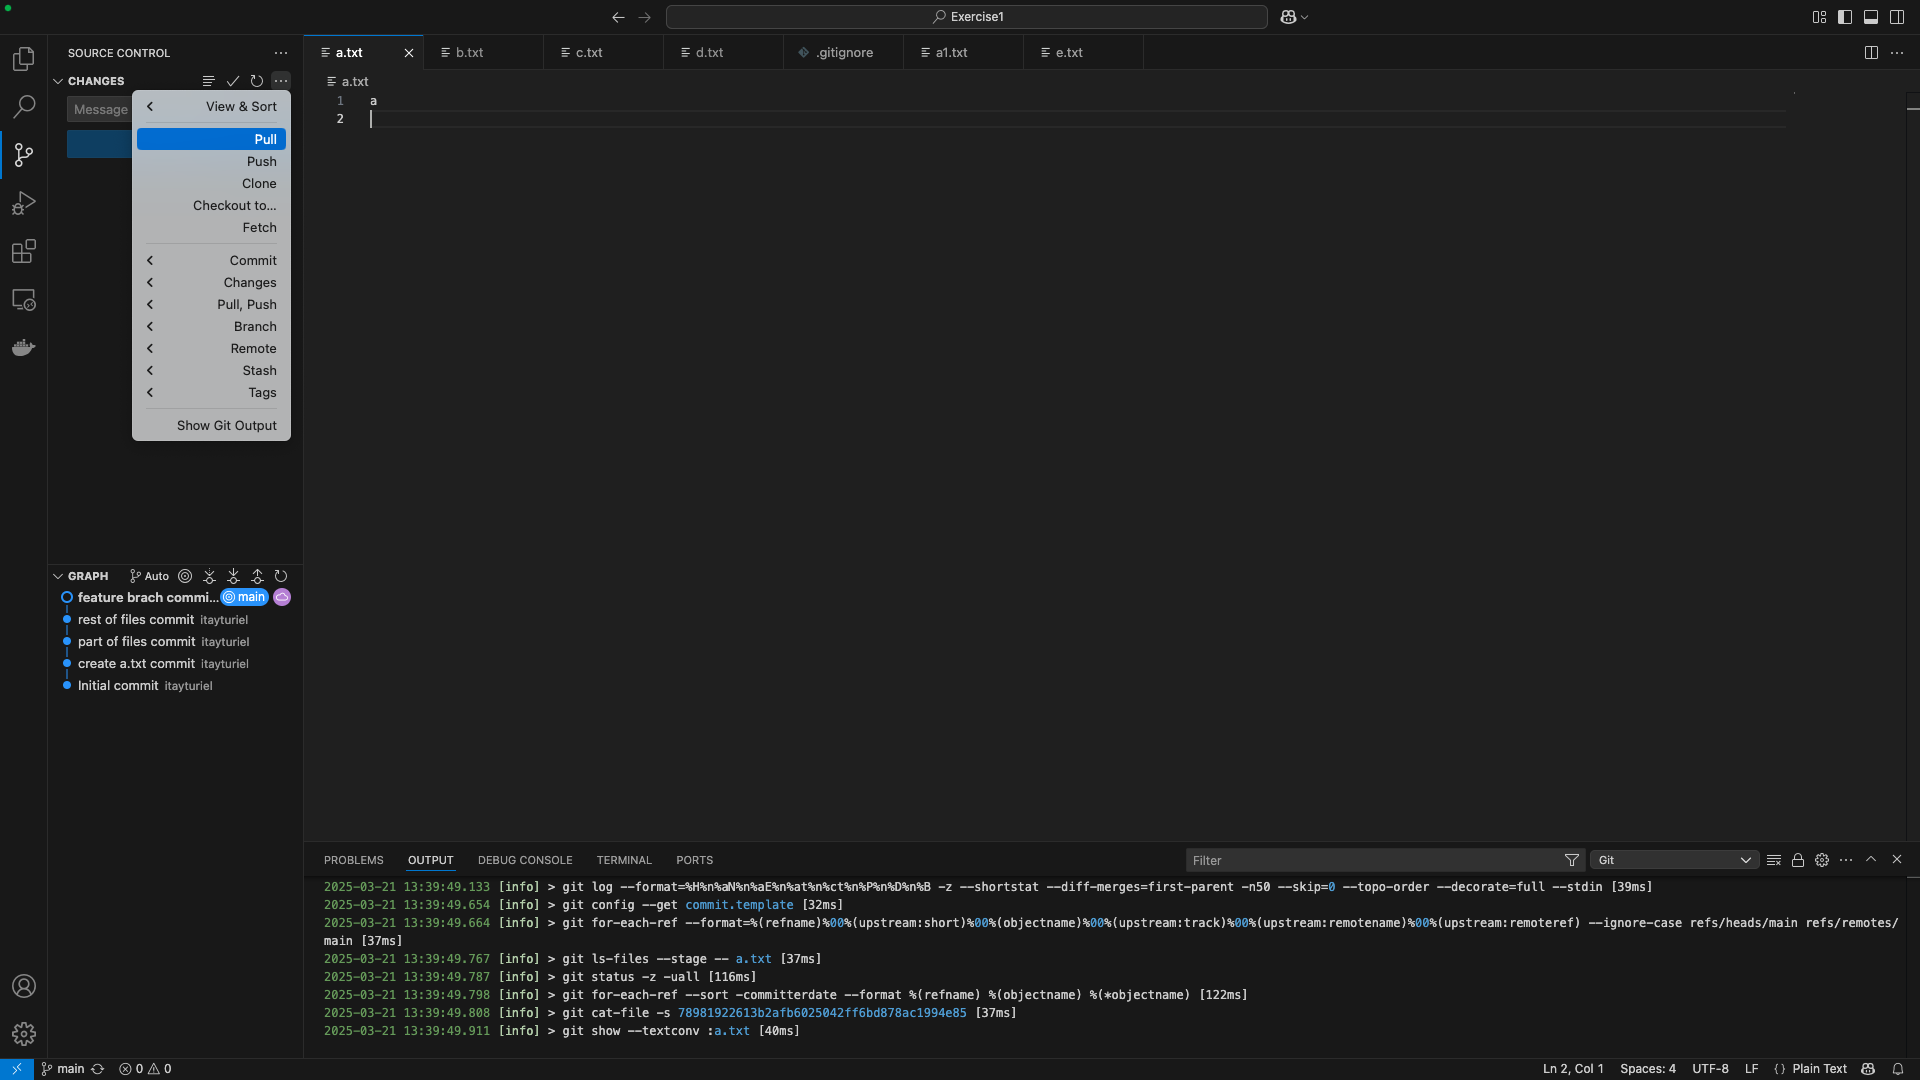 Exercise1
SOURCE CONTROL
CHANGES
Message
View & Sort
Pull
Push
Clone
Checkout to...
Fetch
Commit
Changes
Pull, Push
Branch
Remote
Stash
Tags
Show Git Output
GRAPH
Auto
feature brach commi... main
rest of files commit itayturiel
part of files commit itayturiel
create a.txt commit itayturiel
Initial commit itayturiel
a.txt
b.txt
c.txt
d.txt
.gitignore
a1.txt
e.txt
a.txt
1 a
2
PROBLEMS OUTPUT DEBUG CONSOLE TERMINAL PORTS
Filter
Git
2025-03-21 13:39:49.133 [info] > git log --format=%H%n%aN%n%aE%n%at%n%ct%n%P%n%D%n%B -z --shortstat --diff-merges=first-parent -n50 --skip=0 --topo-order --decorate=full --stdin [39ms]
2025-03-21 13:39:49.654 [info] > git config --get commit.template [32ms]
2025-03-21 13:39:49.664 [info] > git for-each-ref --format=%(refname)%00%(upstream:short)%00%(objectname)%00%(upstream:track)%00%(upstream:remotename)%00%(upstream:remoteref) --ignore-case refs/heads/main refs/remotes/
main [37ms]
2025-03-21 13:39:49.767 [info] > git ls-files --stage -- a.txt [37ms]
2025-03-21 13:39:49.787 [info] > git status -z -uall [116ms]
2025-03-21 13:39:49.798 [info] > git for-each-ref --sort -committerdate --format %(refname) %(objectname) %(*objectname) [122ms]
2025-03-21 13:39:49.808 [info] > git cat-file -s 78981922613b2afb6025042ff6bd878ac1994e85 [37ms]
2025-03-21 13:39:49.911 [info] > git show --textconv :a.txt [40ms]
main
0 0
Ln 2, Col 1
Spaces: 4
UTF-8
LF
{ } Plain Text